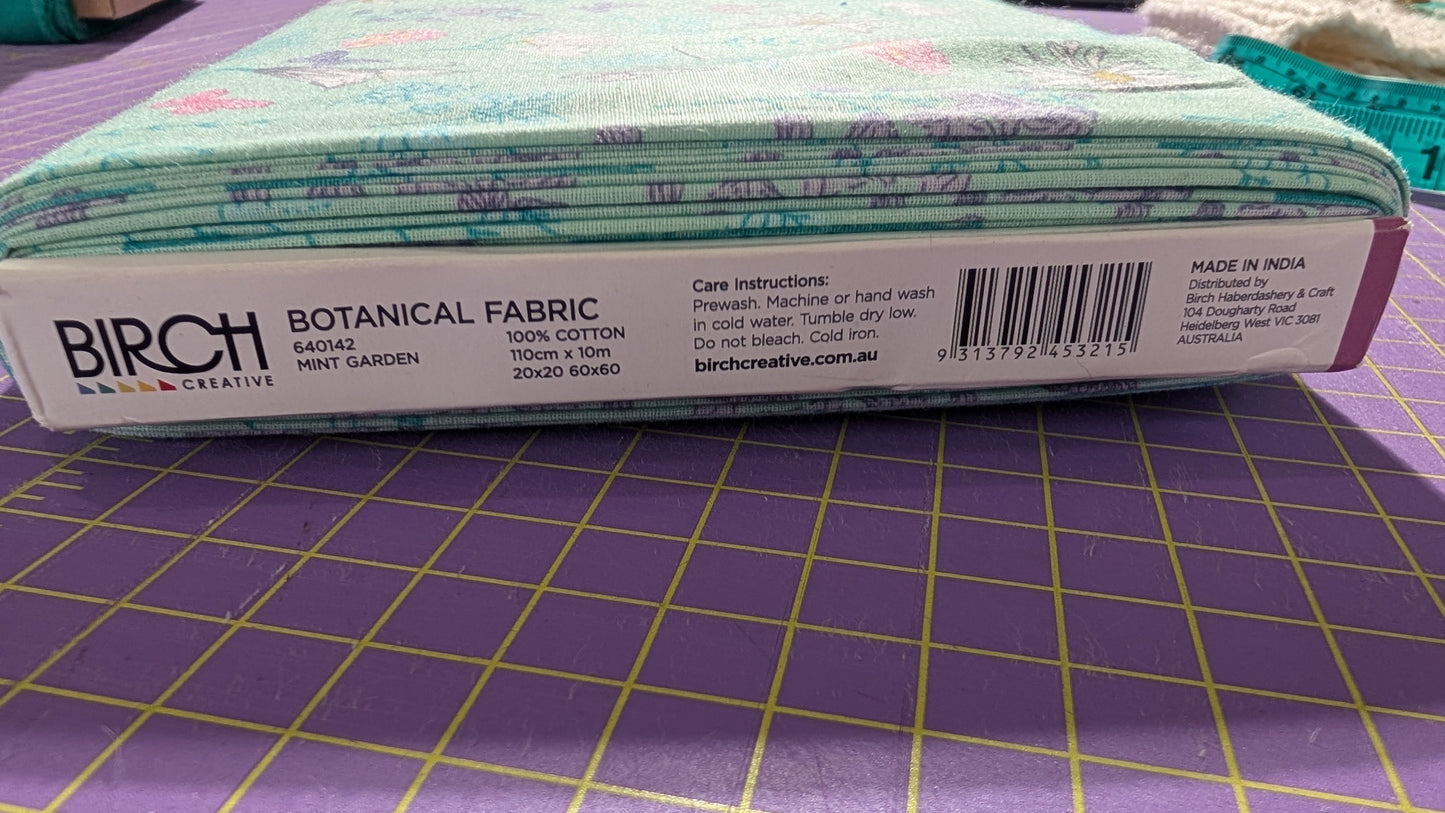 BIRCH
CREATIVE
BOTANICAL FABRIC
640142
MINT GARDEN
100% COTTON
110cm x 10m
20x20 60x60
Care Instructions:
Prewash. Machine or hand wash
in cold water. Tumble dry low.
Do not bleach. Cold iron.
birchcreative.com.au
9 313792 453215
MADE IN INDIA
Distributed by
Birch Haberdashery & Craft
104 Dougharty Road
Heidelberg West VIC 3081
AUSTRALIA
1